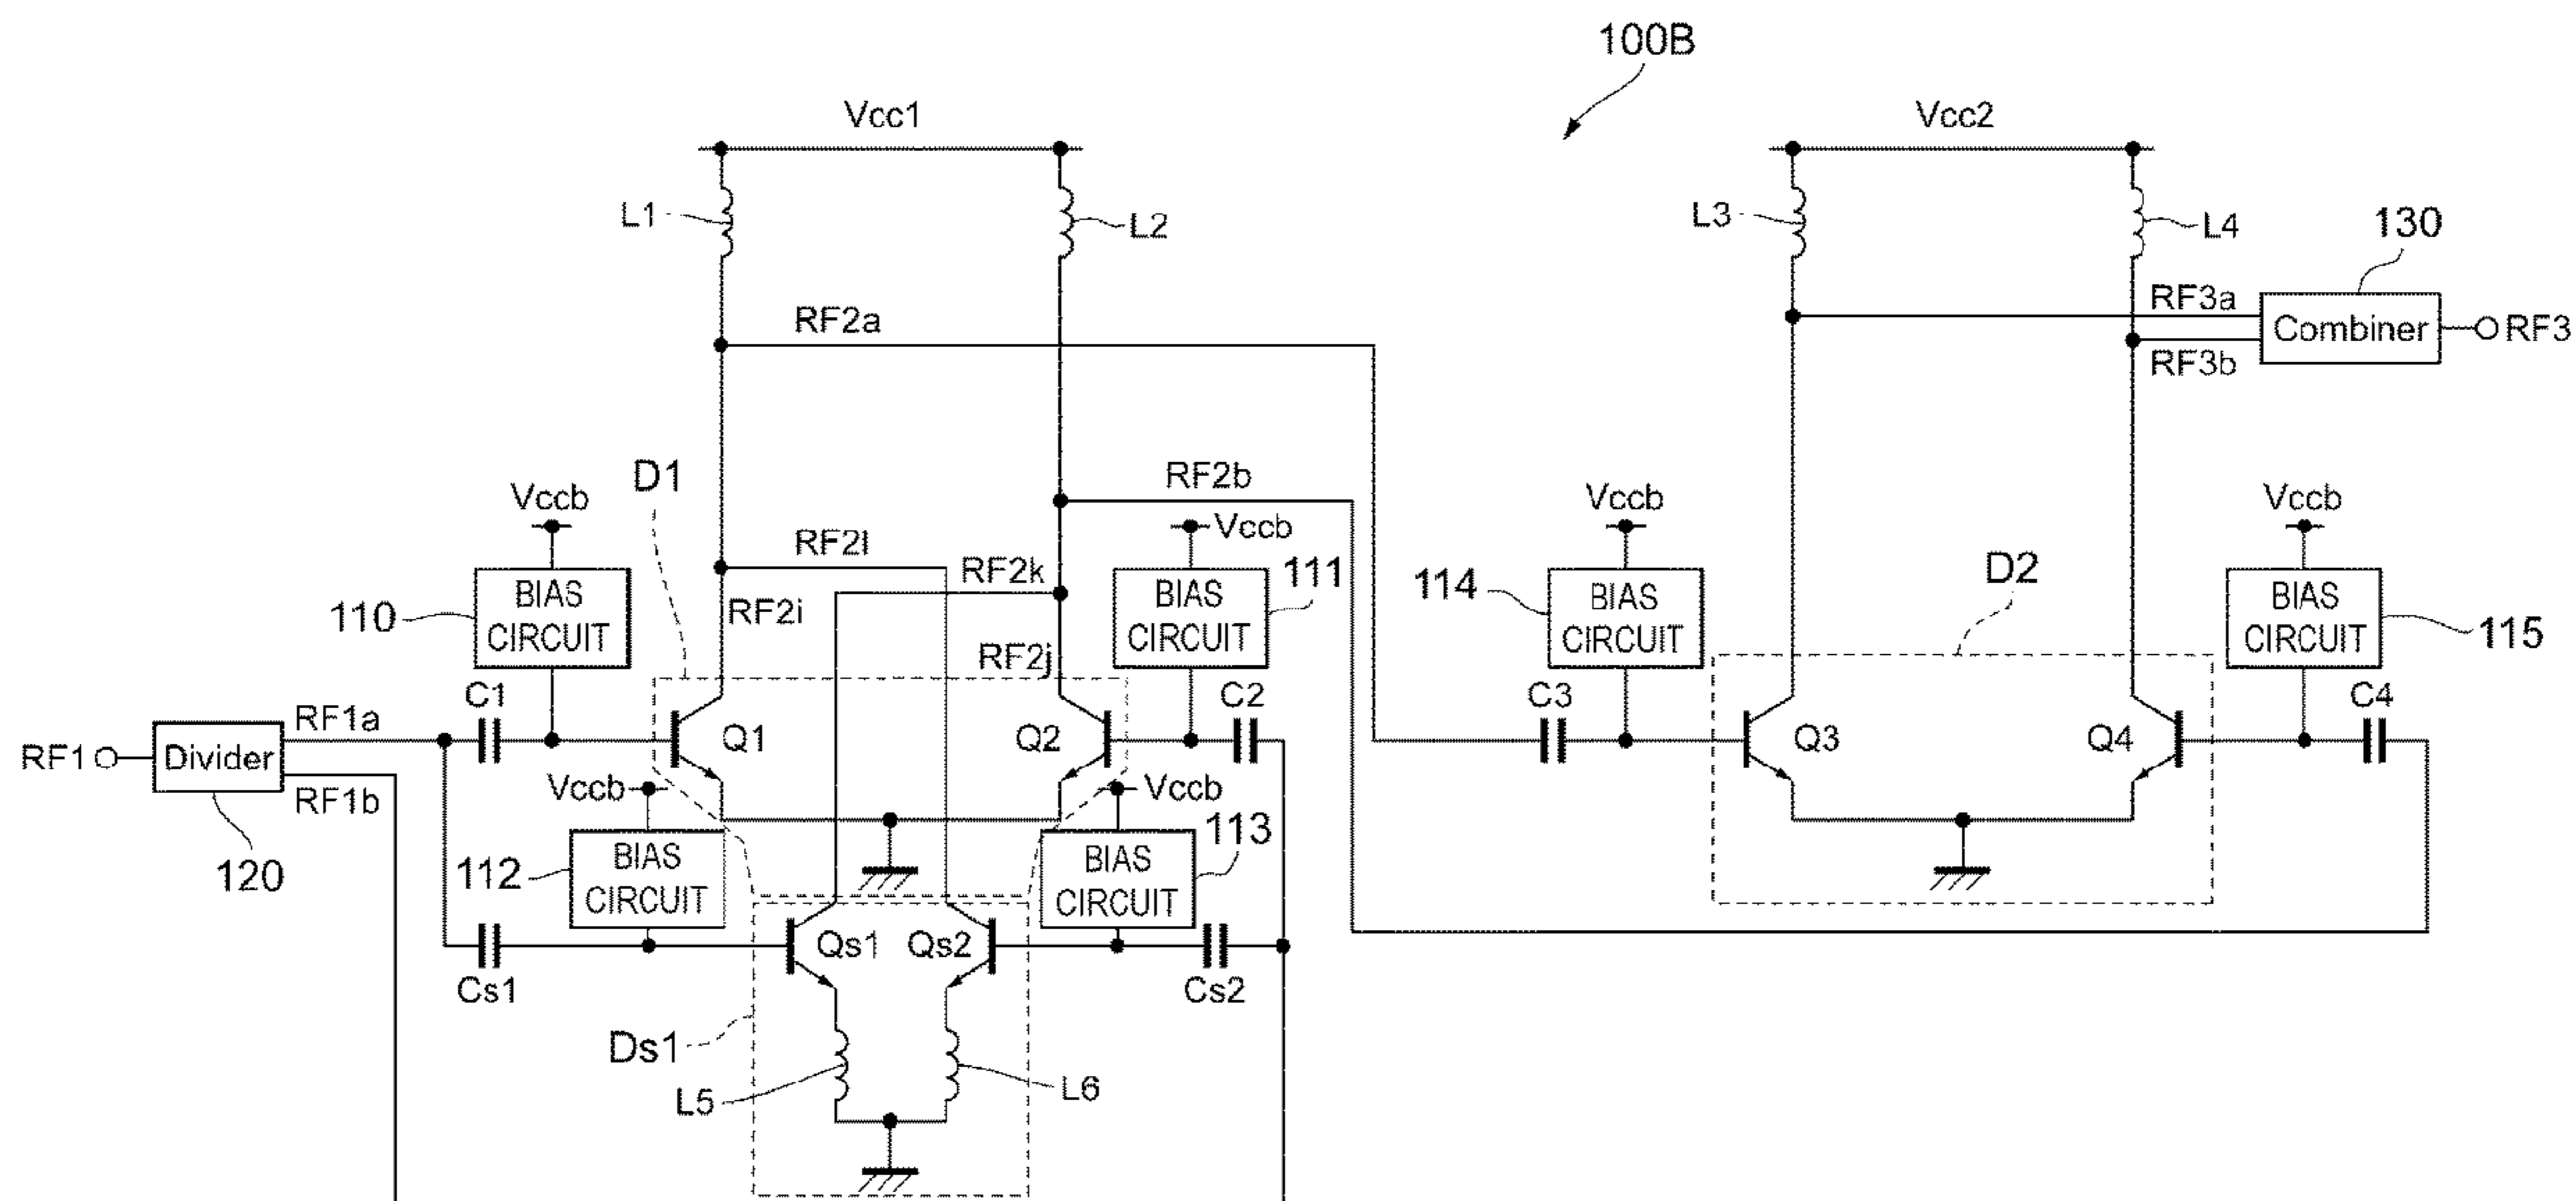 100B
Vcc1
Vcc2
L1
L2
L3
L4
130
RF2a
RF3a
Combiner
RF3
RF3b
D1
RF2b
Vccb
Vccb
Vccb
Vccb
RF2l
RF2k
111
114
D2
110
BIAS
CIRCUIT
RF2i
BIAS
CIRCUIT
BIAS
CIRCUIT
BIAS
CIRCUIT
115
RF2j
C1
C2
C3
C4
RF1a
RF1
Divider
Q1
Q2
Q3
Q4
RF1b
Vccb
Vccb
120
112
BIAS
CIRCUIT
BIAS
CIRCUIT
113
Qs1
Qs2
Cs1
Cs2
Ds1
L5
L6